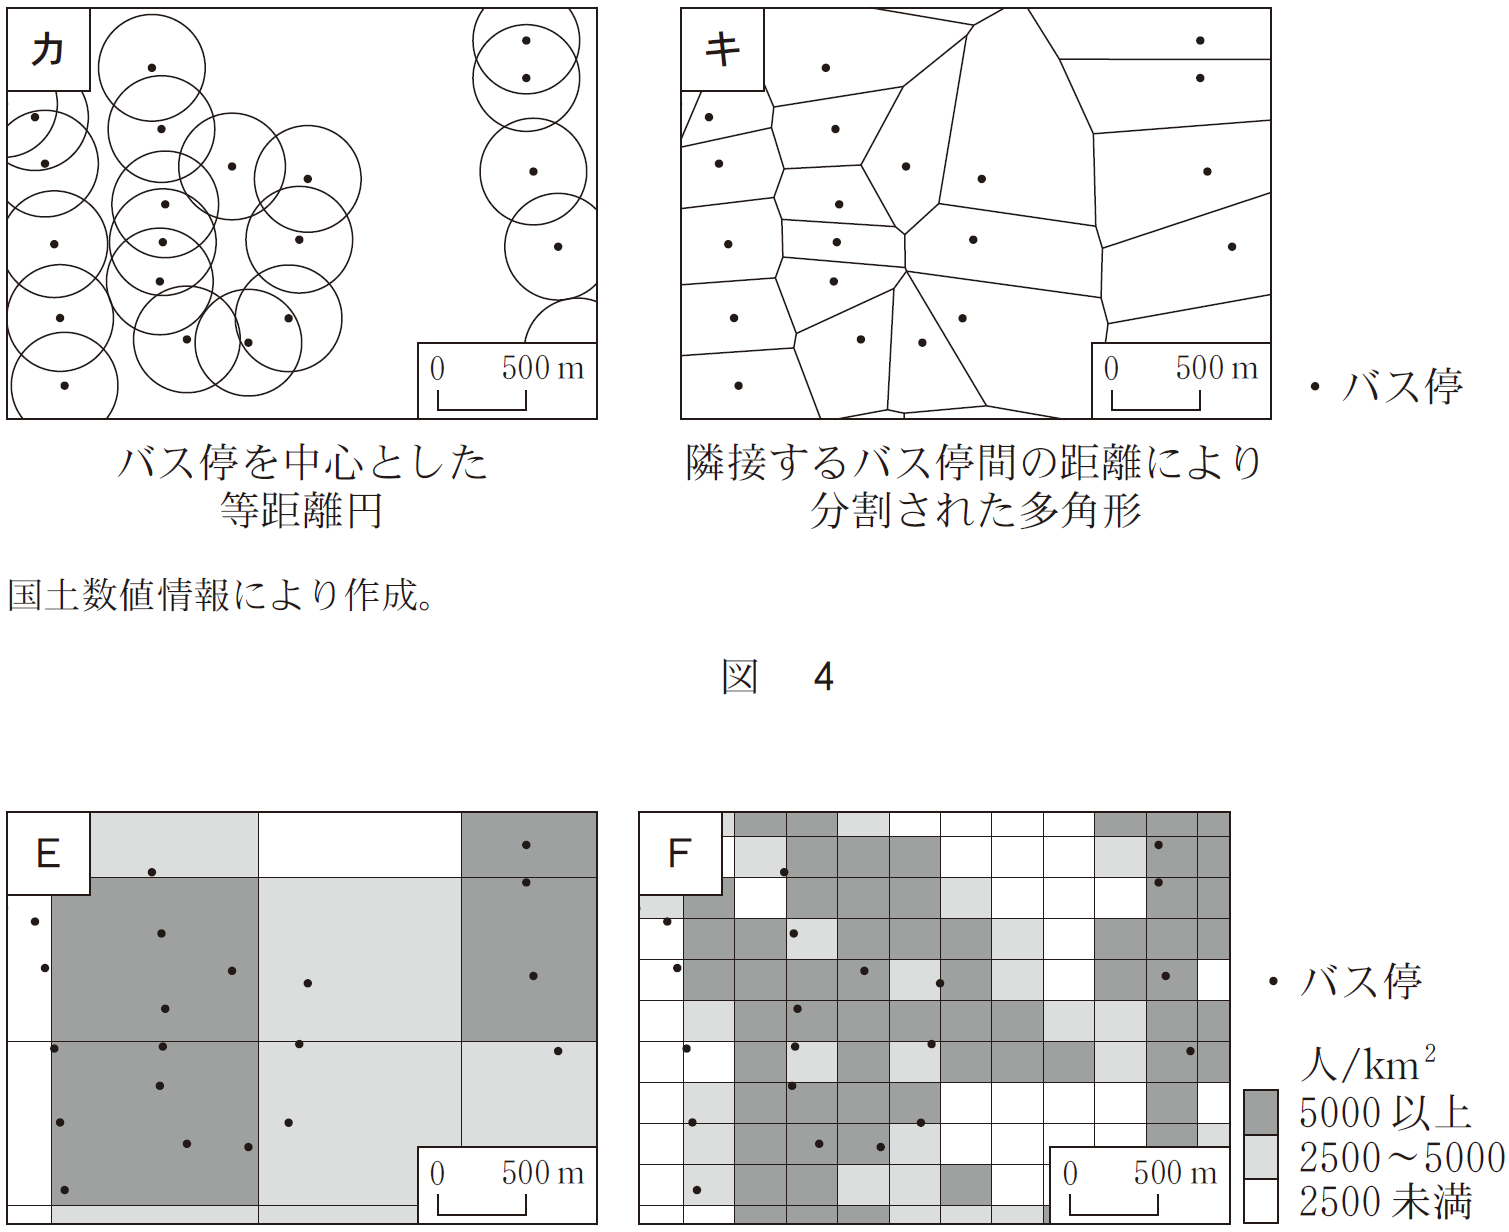 カ
キ
0 500 m
0 500 m
・バス停
バス停を中心とした
等距離円
隣接するバス停間の距離により
分割された多角形
国土数値情報により作成。
図 4
E
F
0 500 m
0 500 m
・バス停
人/km²
5000 以上
2500～5000
2500 未満